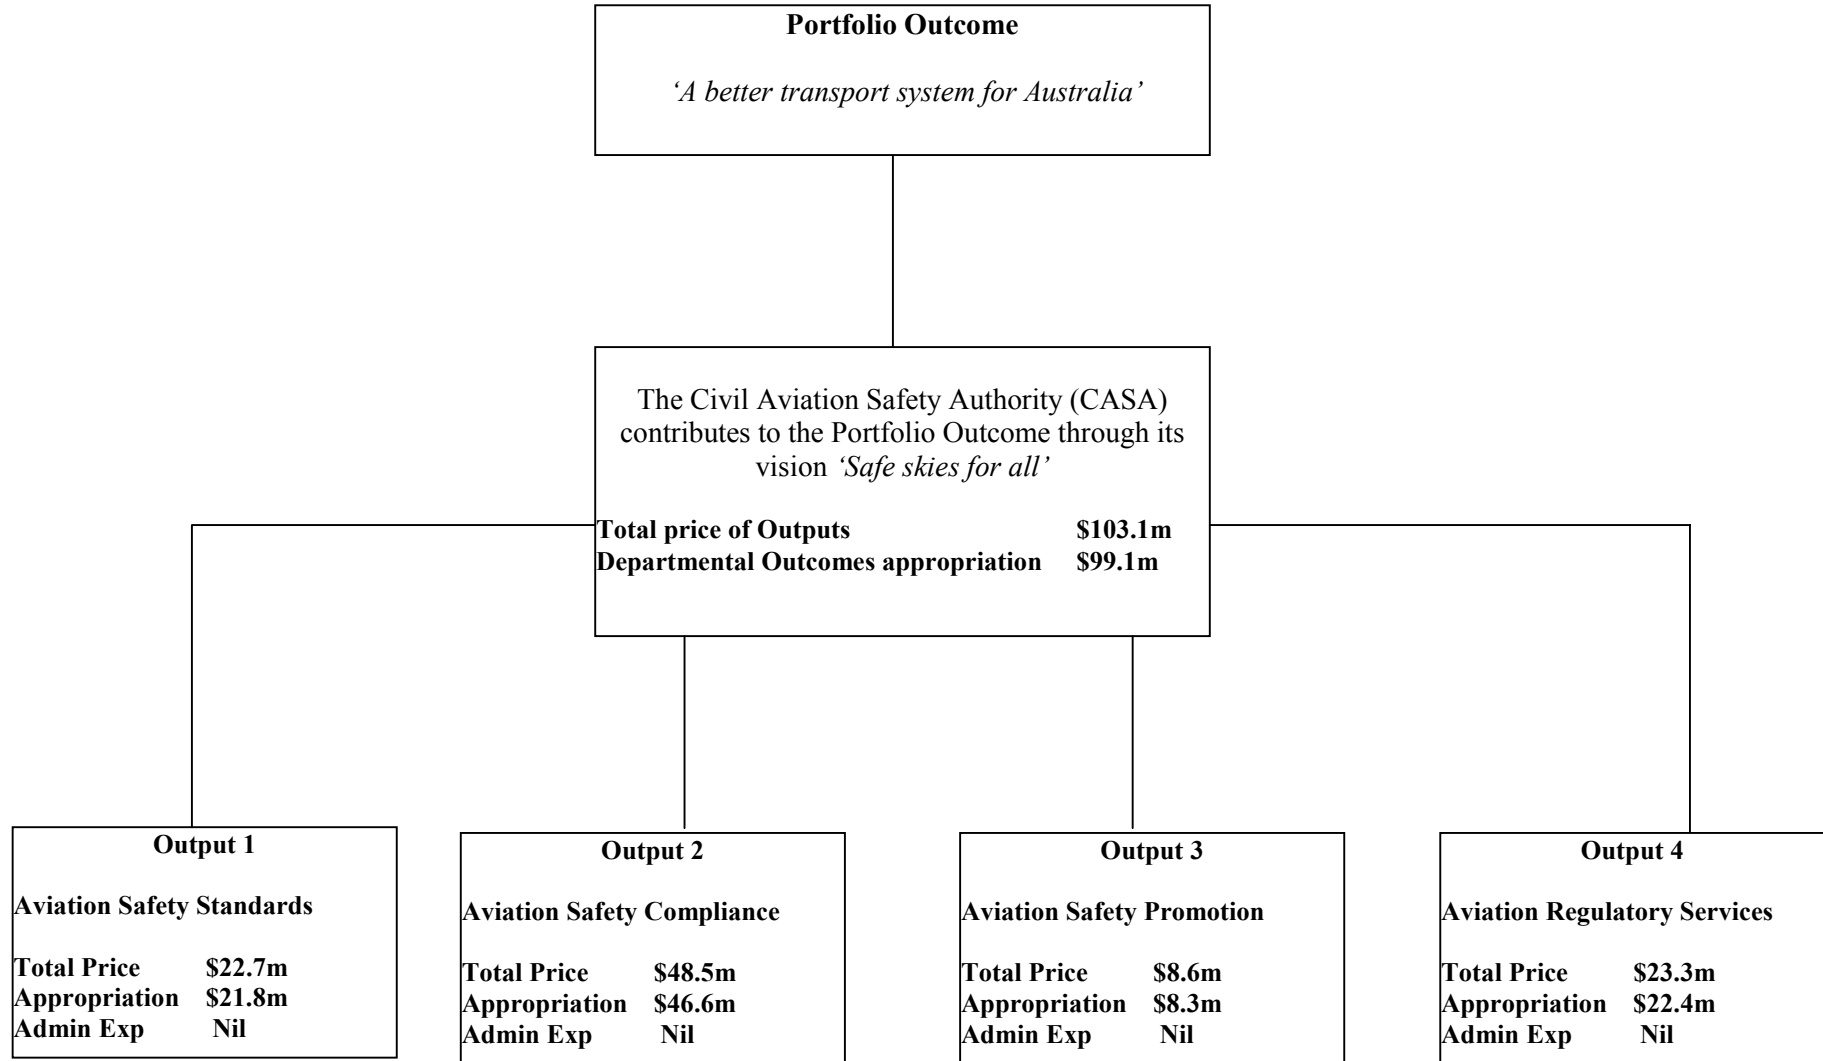 Portfolio Outcome
‘A better transport system for Australia’
The Civil Aviation Safety Authority (CASA)
contributes to the Portfolio Outcome through its
vision ‘Safe skies for all’
Total price of Outputs $103.1m
Departmental Outcomes appropriation $99.1m
Output 1
Aviation Safety Standards
Total Price $22.7m
Appropriation $21.8m
Admin Exp Nil
Output 2
Aviation Safety Compliance
Total Price $48.5m
Appropriation $46.6m
Admin Exp Nil
Output 3
Aviation Safety Promotion
Total Price $8.6m
Appropriation $8.3m
Admin Exp Nil
Output 4
Aviation Regulatory Services
Total Price $23.3m
Appropriation $22.4m
Admin Exp Nil